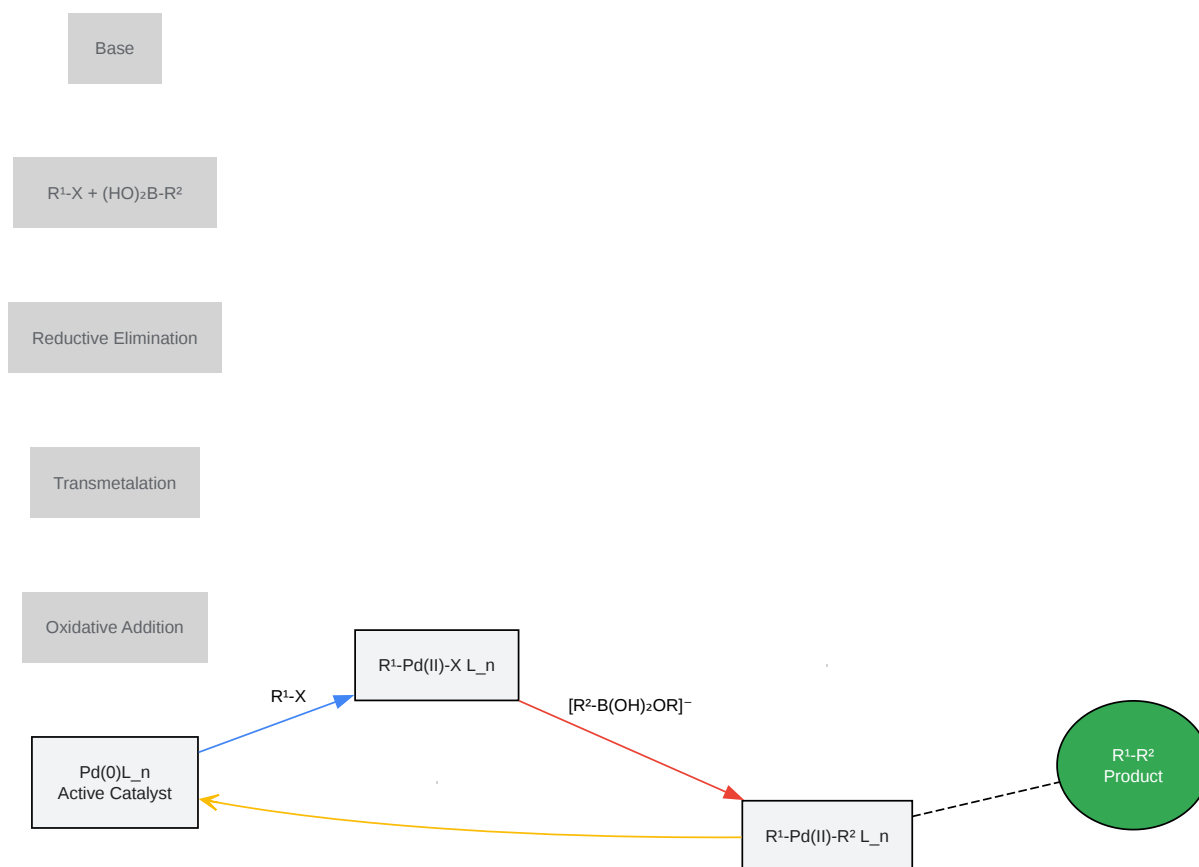 Base
R¹-X + (HO)₂B-R²
Reductive Elimination
Transmetalation
Oxidative Addition
R¹-Pd(II)-X L_n
R¹-X
[R²-B(OH)₂OR]⁻
Pd(0)L_n
Active Catalyst
R¹-R²
Product
R¹-Pd(II)-R² L_n